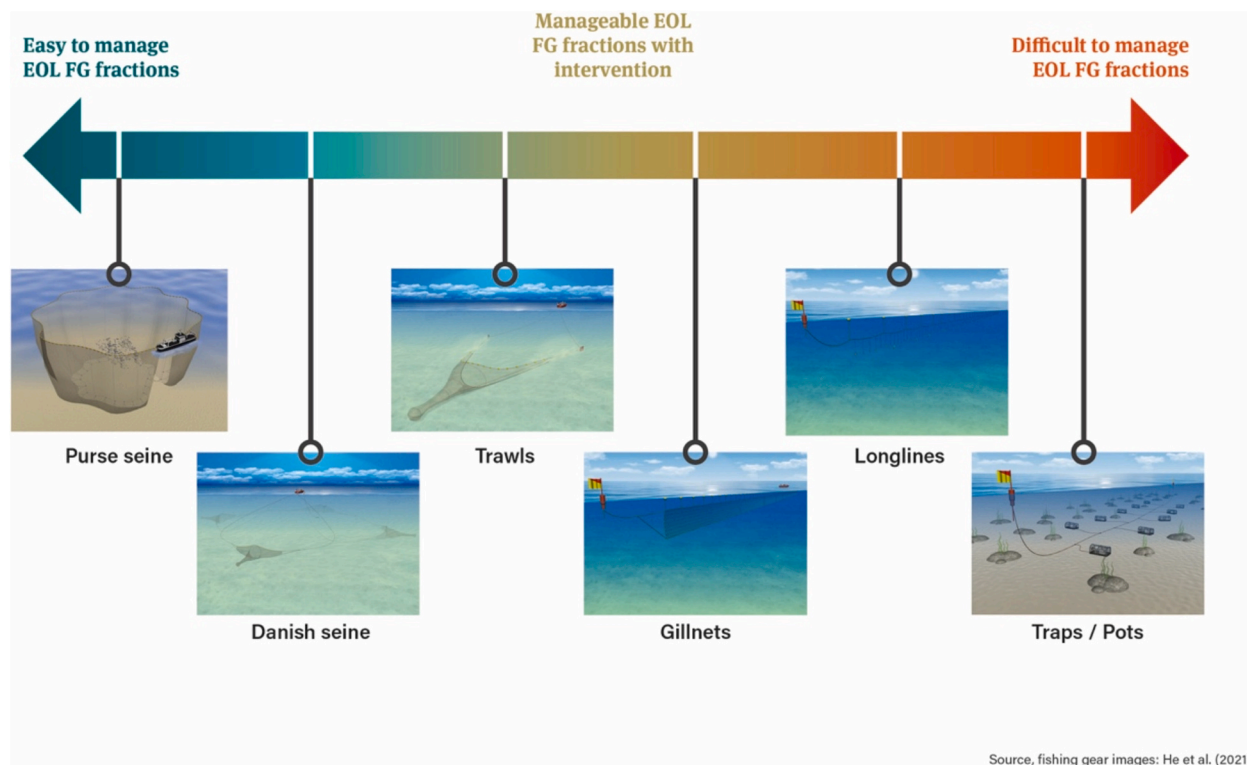 Easy to manage
EOL FG fractions
Manageable EOL
FG fractions with
intervention
Difficult to manage
EOL FG fractions
Purse seine
Trawls
Longlines
Danish seine
Gillnets
Traps / Pots
Source, fishing gear images: He et al. (2021